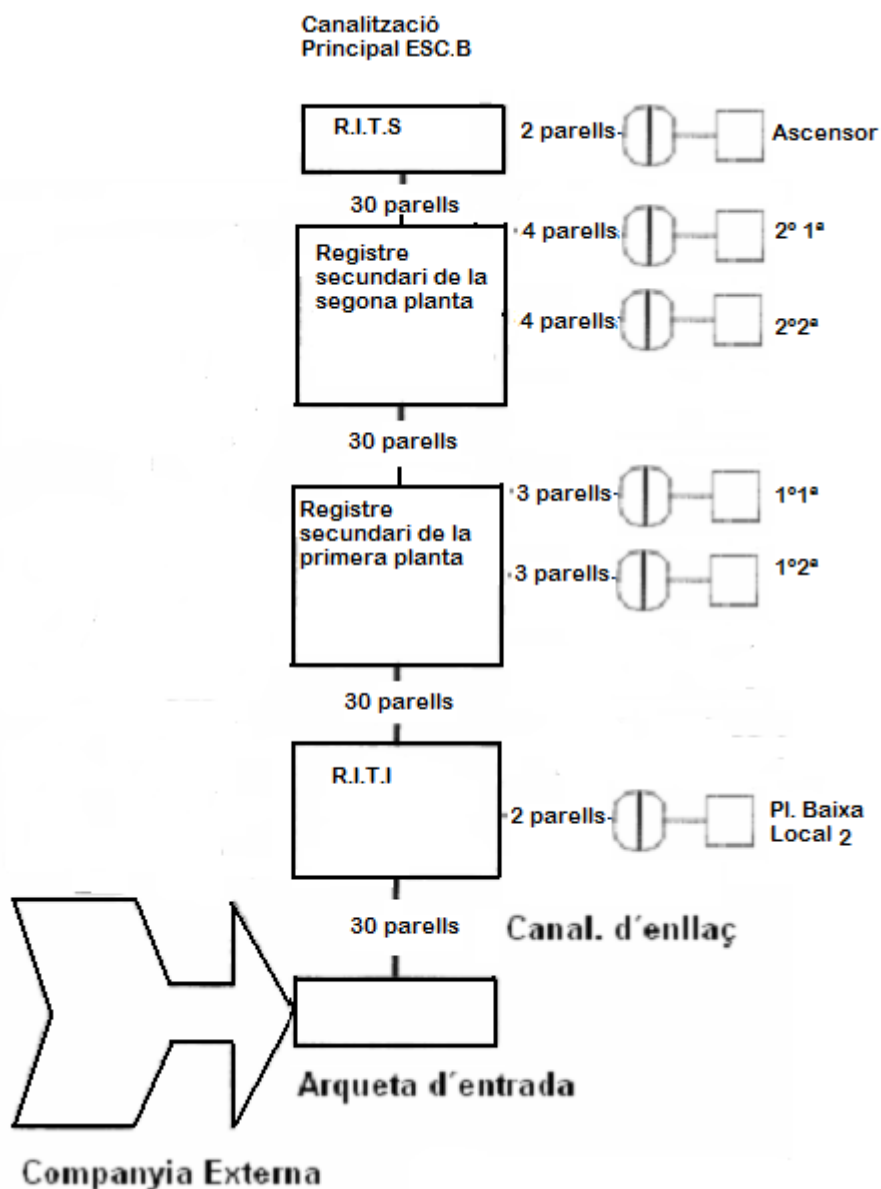 Canalització
Principal ESC.B
R.I.T.S
2 parells
Ascensor
30 parells
4 parells
2º 1ª
Registre
secundari de la
segona planta
4 parells
2º2ª
30 parells
3 parells
1º1ª
Registre
secundari de la
primera planta
3 parells
1º2ª
30 parells
R.I.T.I
2 parells
Pl. Baixa
Local 2
30 parells
Canal. d´enllaç
Arqueta d´entrada
Companyia Externa